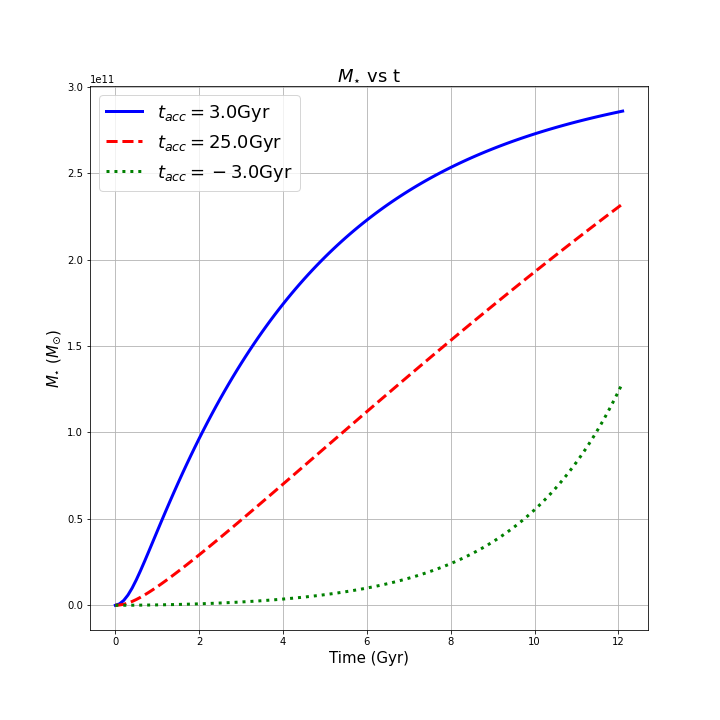 M⋆ vs t
1e11
3.0
2.5
2.0
1.5
1.0
0.5
0.0
t_acc = 3.0Gyr
t_acc = 25.0Gyr
t_acc = − 3.0Gyr
M⋆ (M⊙)
0 2 4 6 8 10 12
Time (Gyr)